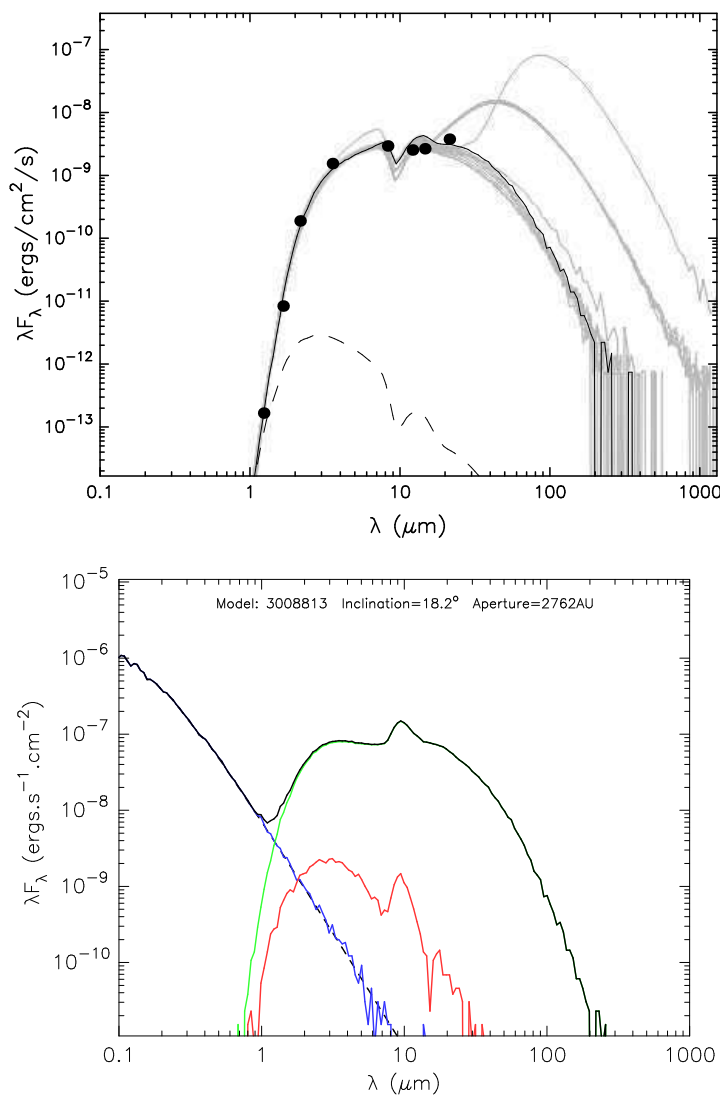 10⁻⁷
10⁻⁸
10⁻⁹
10⁻¹⁰
10⁻¹¹
10⁻¹²
10⁻¹³
λF_λ (ergs/cm²/s)
0.1 1 10 100 1000
λ (μm)
Model: 3008813 Inclination=18.2° Aperture=2762AU
10⁻⁵
10⁻⁶
10⁻⁷
10⁻⁸
10⁻⁹
10⁻¹⁰
λF_λ (ergs.s⁻¹.cm⁻²)
0.1 1 10 100 1000
λ (μm)